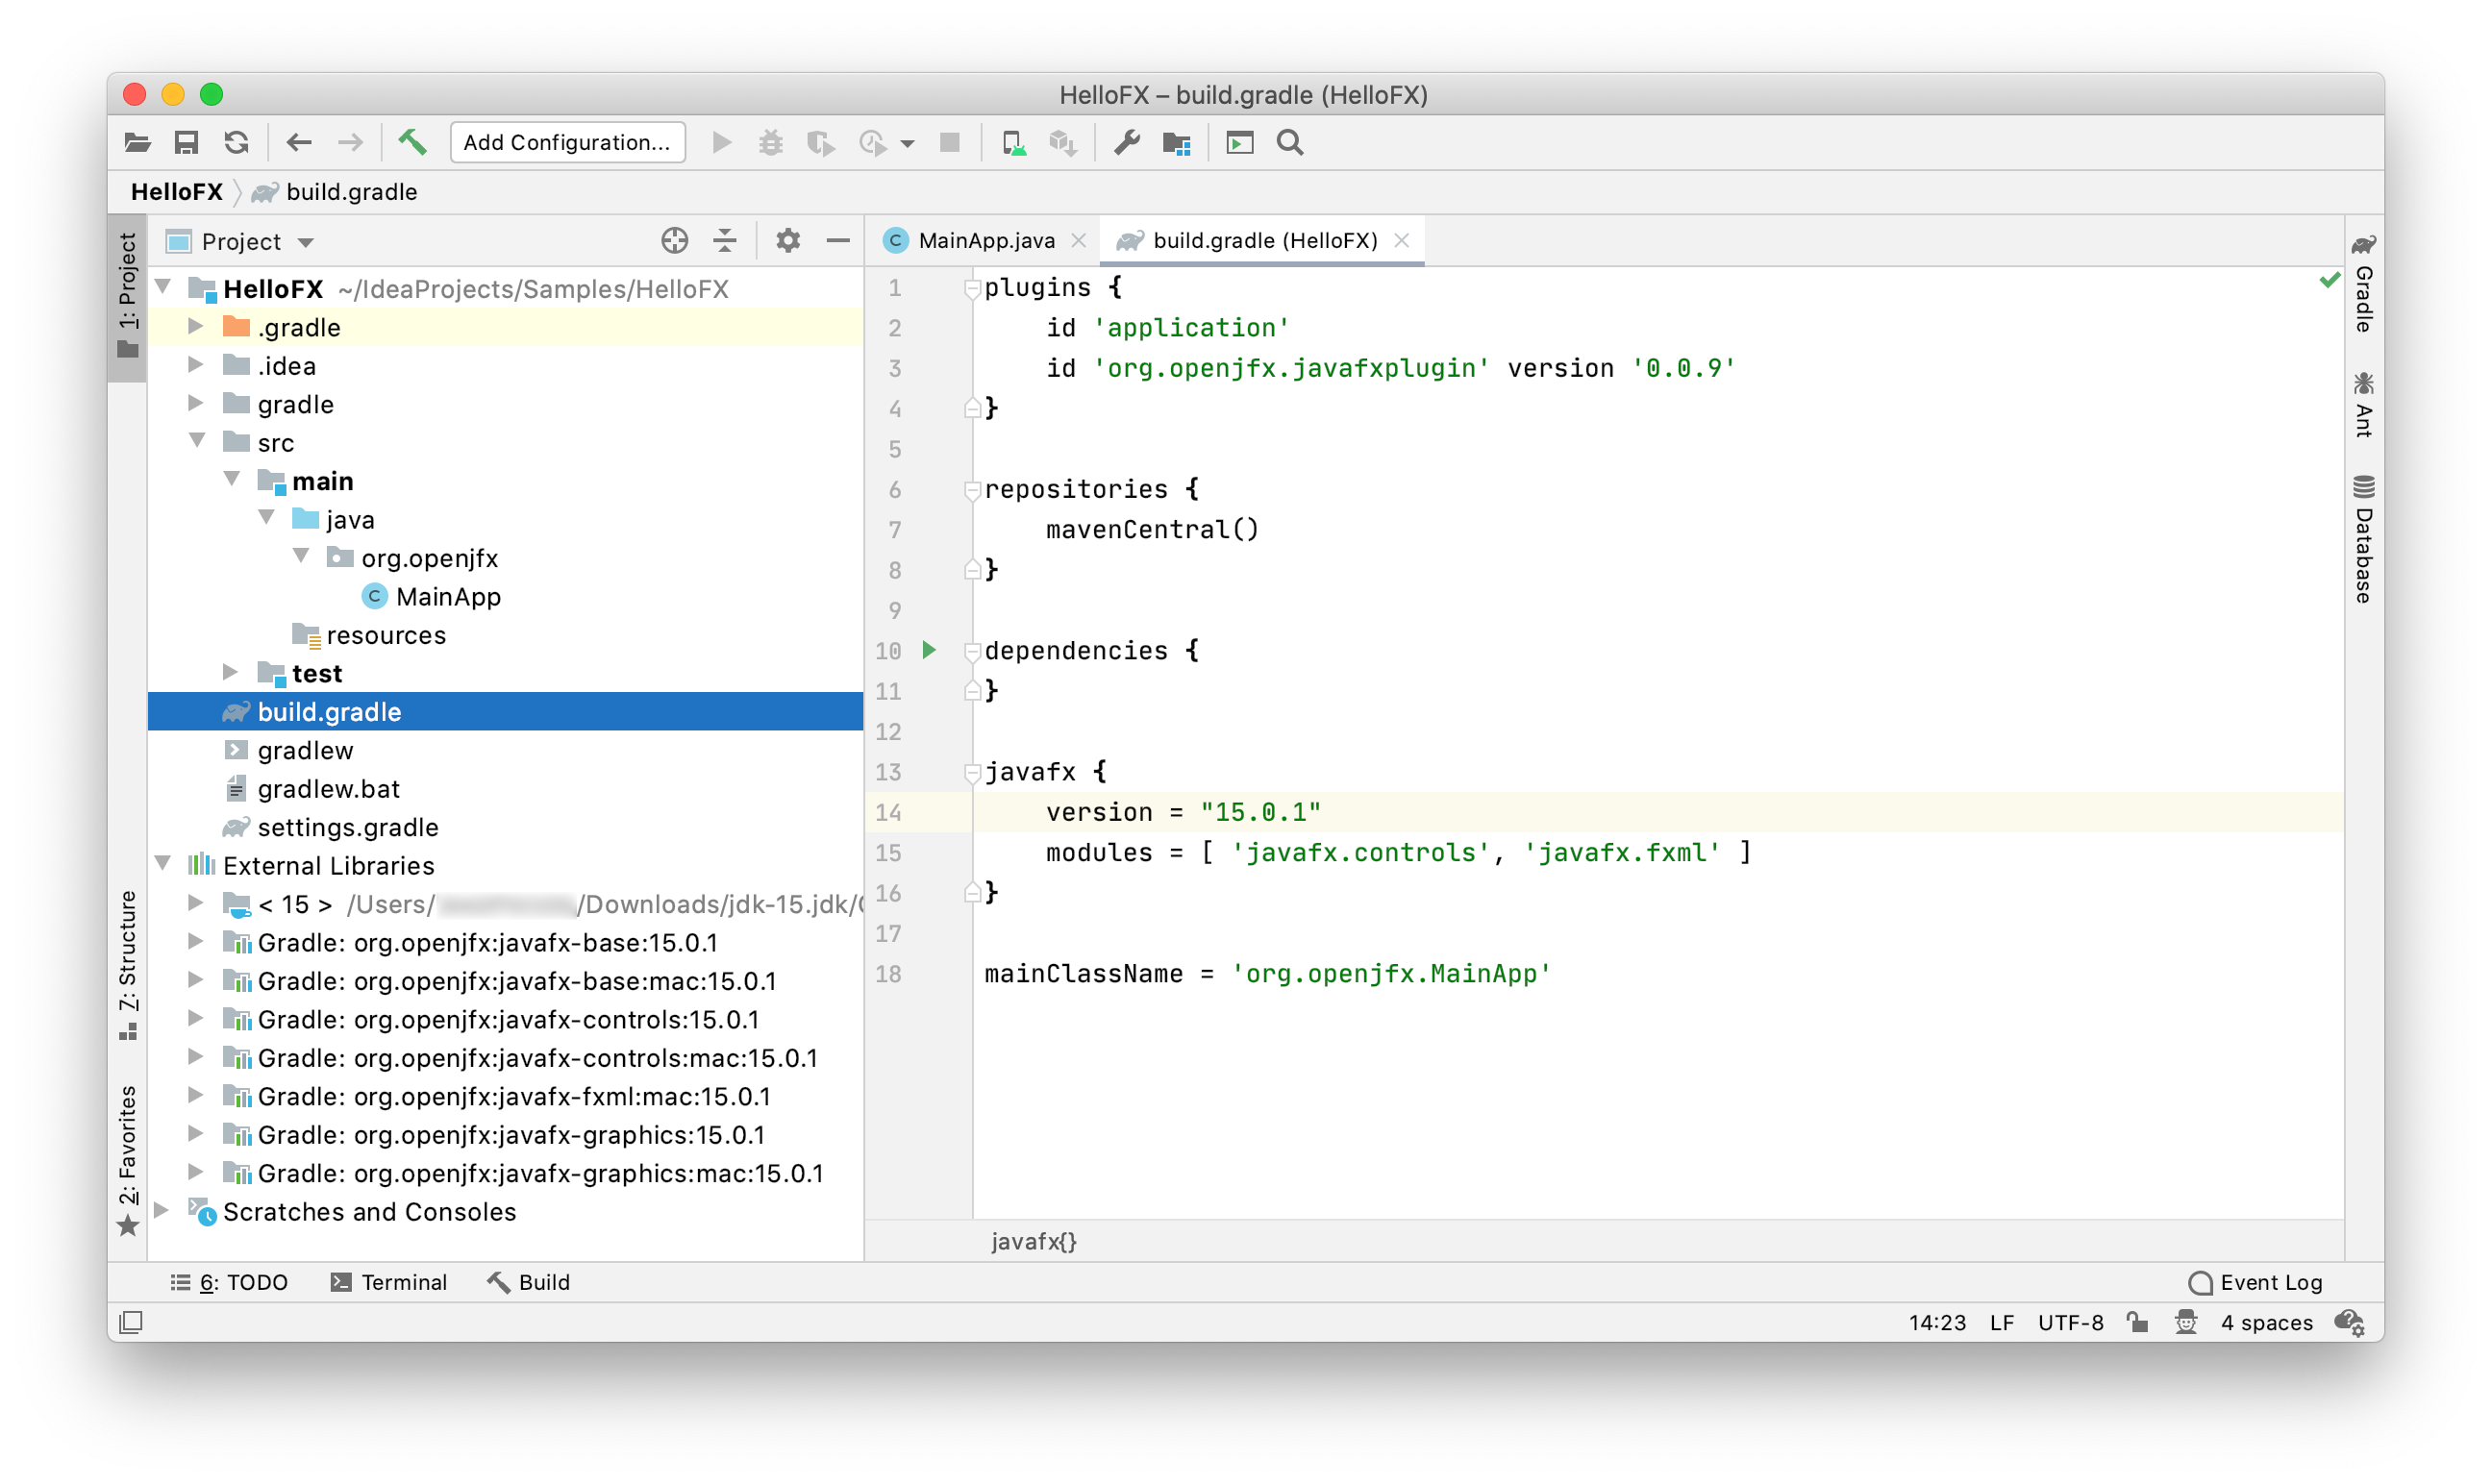 HelloFX – build.gradle (HelloFX)
Add Configuration...
HelloFX build.gradle
1: Project
Z: Structure
2: Favorites
Project
HelloFX ~/IdeaProjects/Samples/HelloFX
.gradle
.idea
gradle
src
main
java
org.openjfx
C MainApp
resources
test
build.gradle
gradlew
gradlew.bat
settings.gradle
External Libraries
< 15 > /Users/ /Downloads/jdk-15.jdk/
Gradle: org.openjfx:javafx-base:15.0.1
Gradle: org.openjfx:javafx-base:mac:15.0.1
Gradle: org.openjfx:javafx-controls:15.0.1
Gradle: org.openjfx:javafx-controls:mac:15.0.1
Gradle: org.openjfx:javafx-fxml:mac:15.0.1
Gradle: org.openjfx:javafx-graphics:15.0.1
Gradle: org.openjfx:javafx-graphics:mac:15.0.1
Scratches and Consoles
C MainApp.java build.gradle (HelloFX)
1 plugins {
2 id 'application'
3 id 'org.openjfx.javafxplugin' version '0.0.9'
4 }
5
6 repositories {
7 mavenCentral()
8 }
9
10 dependencies {
11 }
12
13 javafx {
14 version = "15.0.1"
15 modules = [ 'javafx.controls', 'javafx.fxml' ]
16 }
17
18 mainClassName = 'org.openjfx.MainApp'
javafx{}
Gradle
Ant
Database
6: TODO Terminal Build Event Log
14:23 LF UTF-8 4 spaces